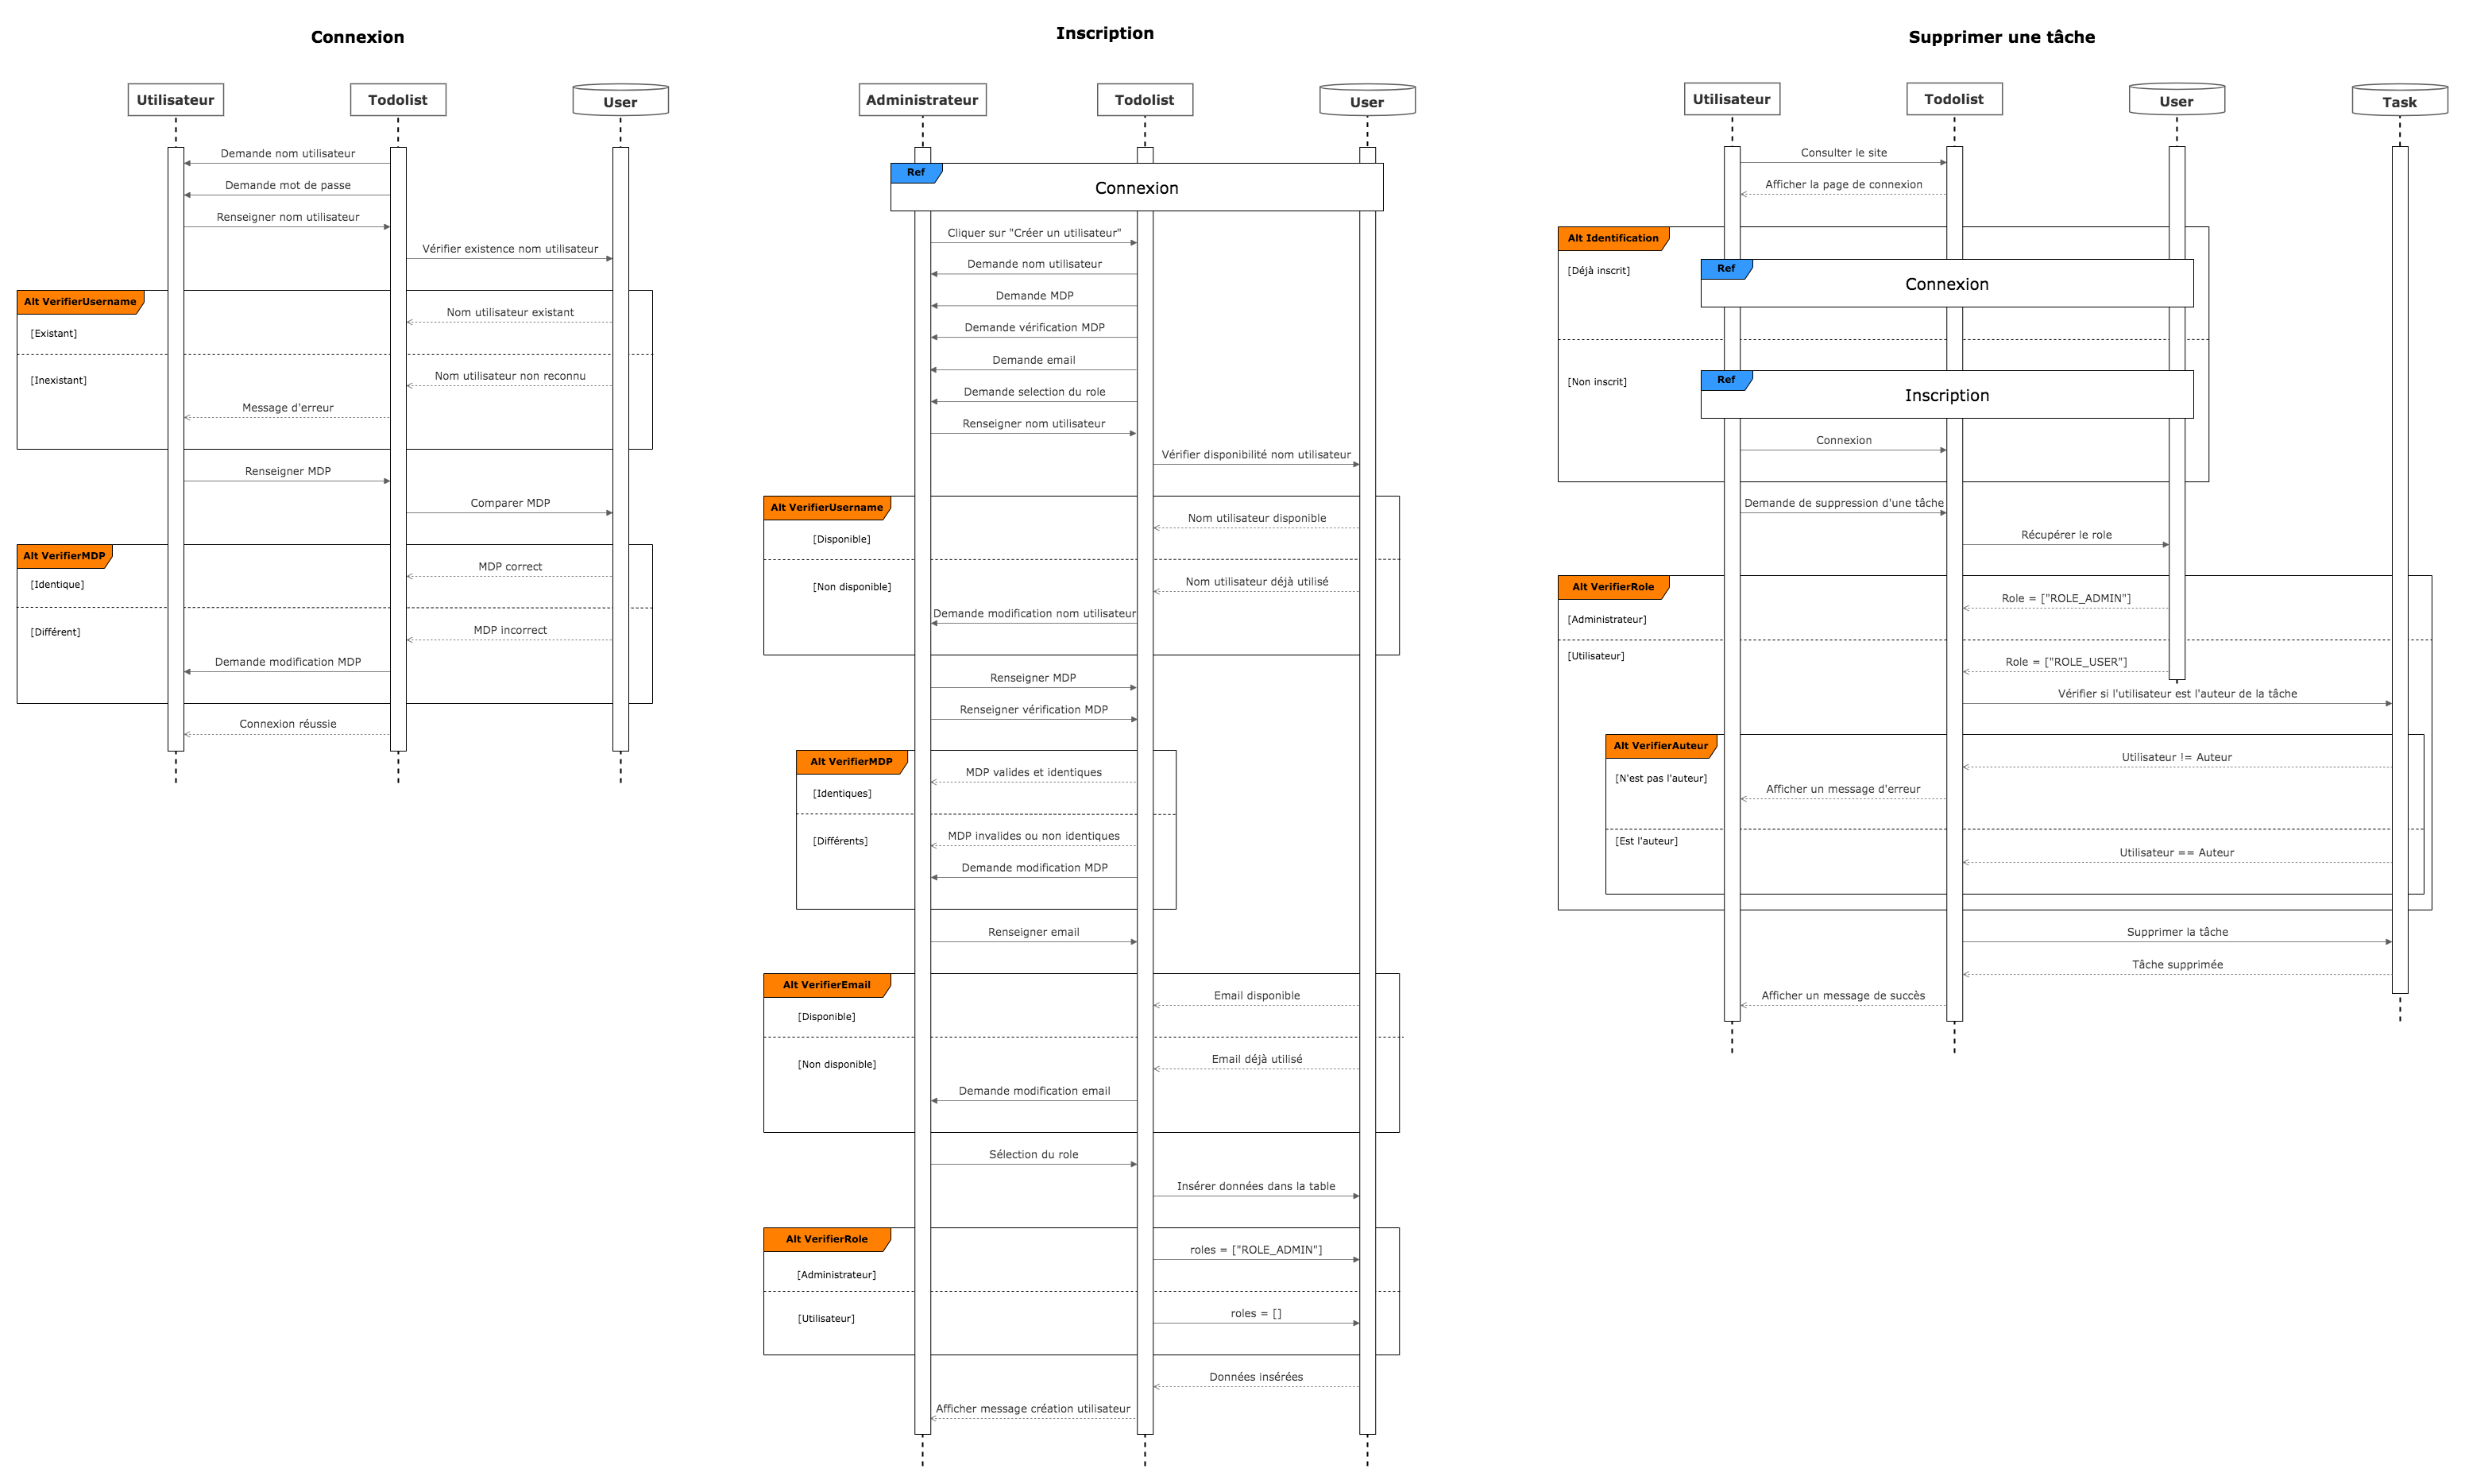 Connexion
Utilisateur
Todolist
User
Demande nom utilisateur
Demande mot de passe
Renseigner nom utilisateur
Vérifier existence nom utilisateur
Alt VerifierUsername
Nom utilisateur existant
[Existant]
Nom utilisateur non reconnu
[Inexistant]
Message d'erreur
Renseigner MDP
Comparer MDP
Alt VerifierMDP
MDP correct
[Identique]
MDP incorrect
[Différent]
Demande modification MDP
Connexion réussie
Inscription
Administrateur
Todolist
User
Ref
Connexion
Cliquer sur "Créer un utilisateur"
Demande nom utilisateur
Demande MDP
Demande vérification MDP
Demande email
Demande selection du role
Renseigner nom utilisateur
Vérifier disponibilité nom utilisateur
Alt VerifierUsername
Nom utilisateur disponible
[Disponible]
Nom utilisateur déjà utilisé
[Non disponible]
Demande modification nom utilisateur
Renseigner MDP
Renseigner vérification MDP
Alt VerifierMDP
MDP valides et identiques
[Identiques]
MDP invalides ou non identiques
[Différents]
Demande modification MDP
Renseigner email
Alt VerifierEmail
Email disponible
[Disponible]
Email déjà utilisé
[Non disponible]
Demande modification email
Sélection du role
Insérer données dans la table
Alt VerifierRole
roles = ["ROLE_ADMIN"]
[Administrateur]
roles = []
[Utilisateur]
Données insérées
Afficher message création utilisateur
Supprimer une tâche
Utilisateur
Todolist
User
Task
Consulter le site
Afficher la page de connexion
Alt Identification
[Déjà inscrit]
Ref
Connexion
[Non inscrit]
Ref
Inscription
Connexion
Demande de suppression d'une tâche
Récupérer le role
Alt VerifierRole
Role = ["ROLE_ADMIN"]
[Administrateur]
[Utilisateur]
Role = ["ROLE_USER"]
Vérifier si l'utilisateur est l'auteur de la tâche
Alt VerifierAuteur
Utilisateur != Auteur
[N'est pas l'auteur]
Afficher un message d'erreur
[Est l'auteur]
Utilisateur == Auteur
Supprimer la tâche
Tâche supprimée
Afficher un message de succès